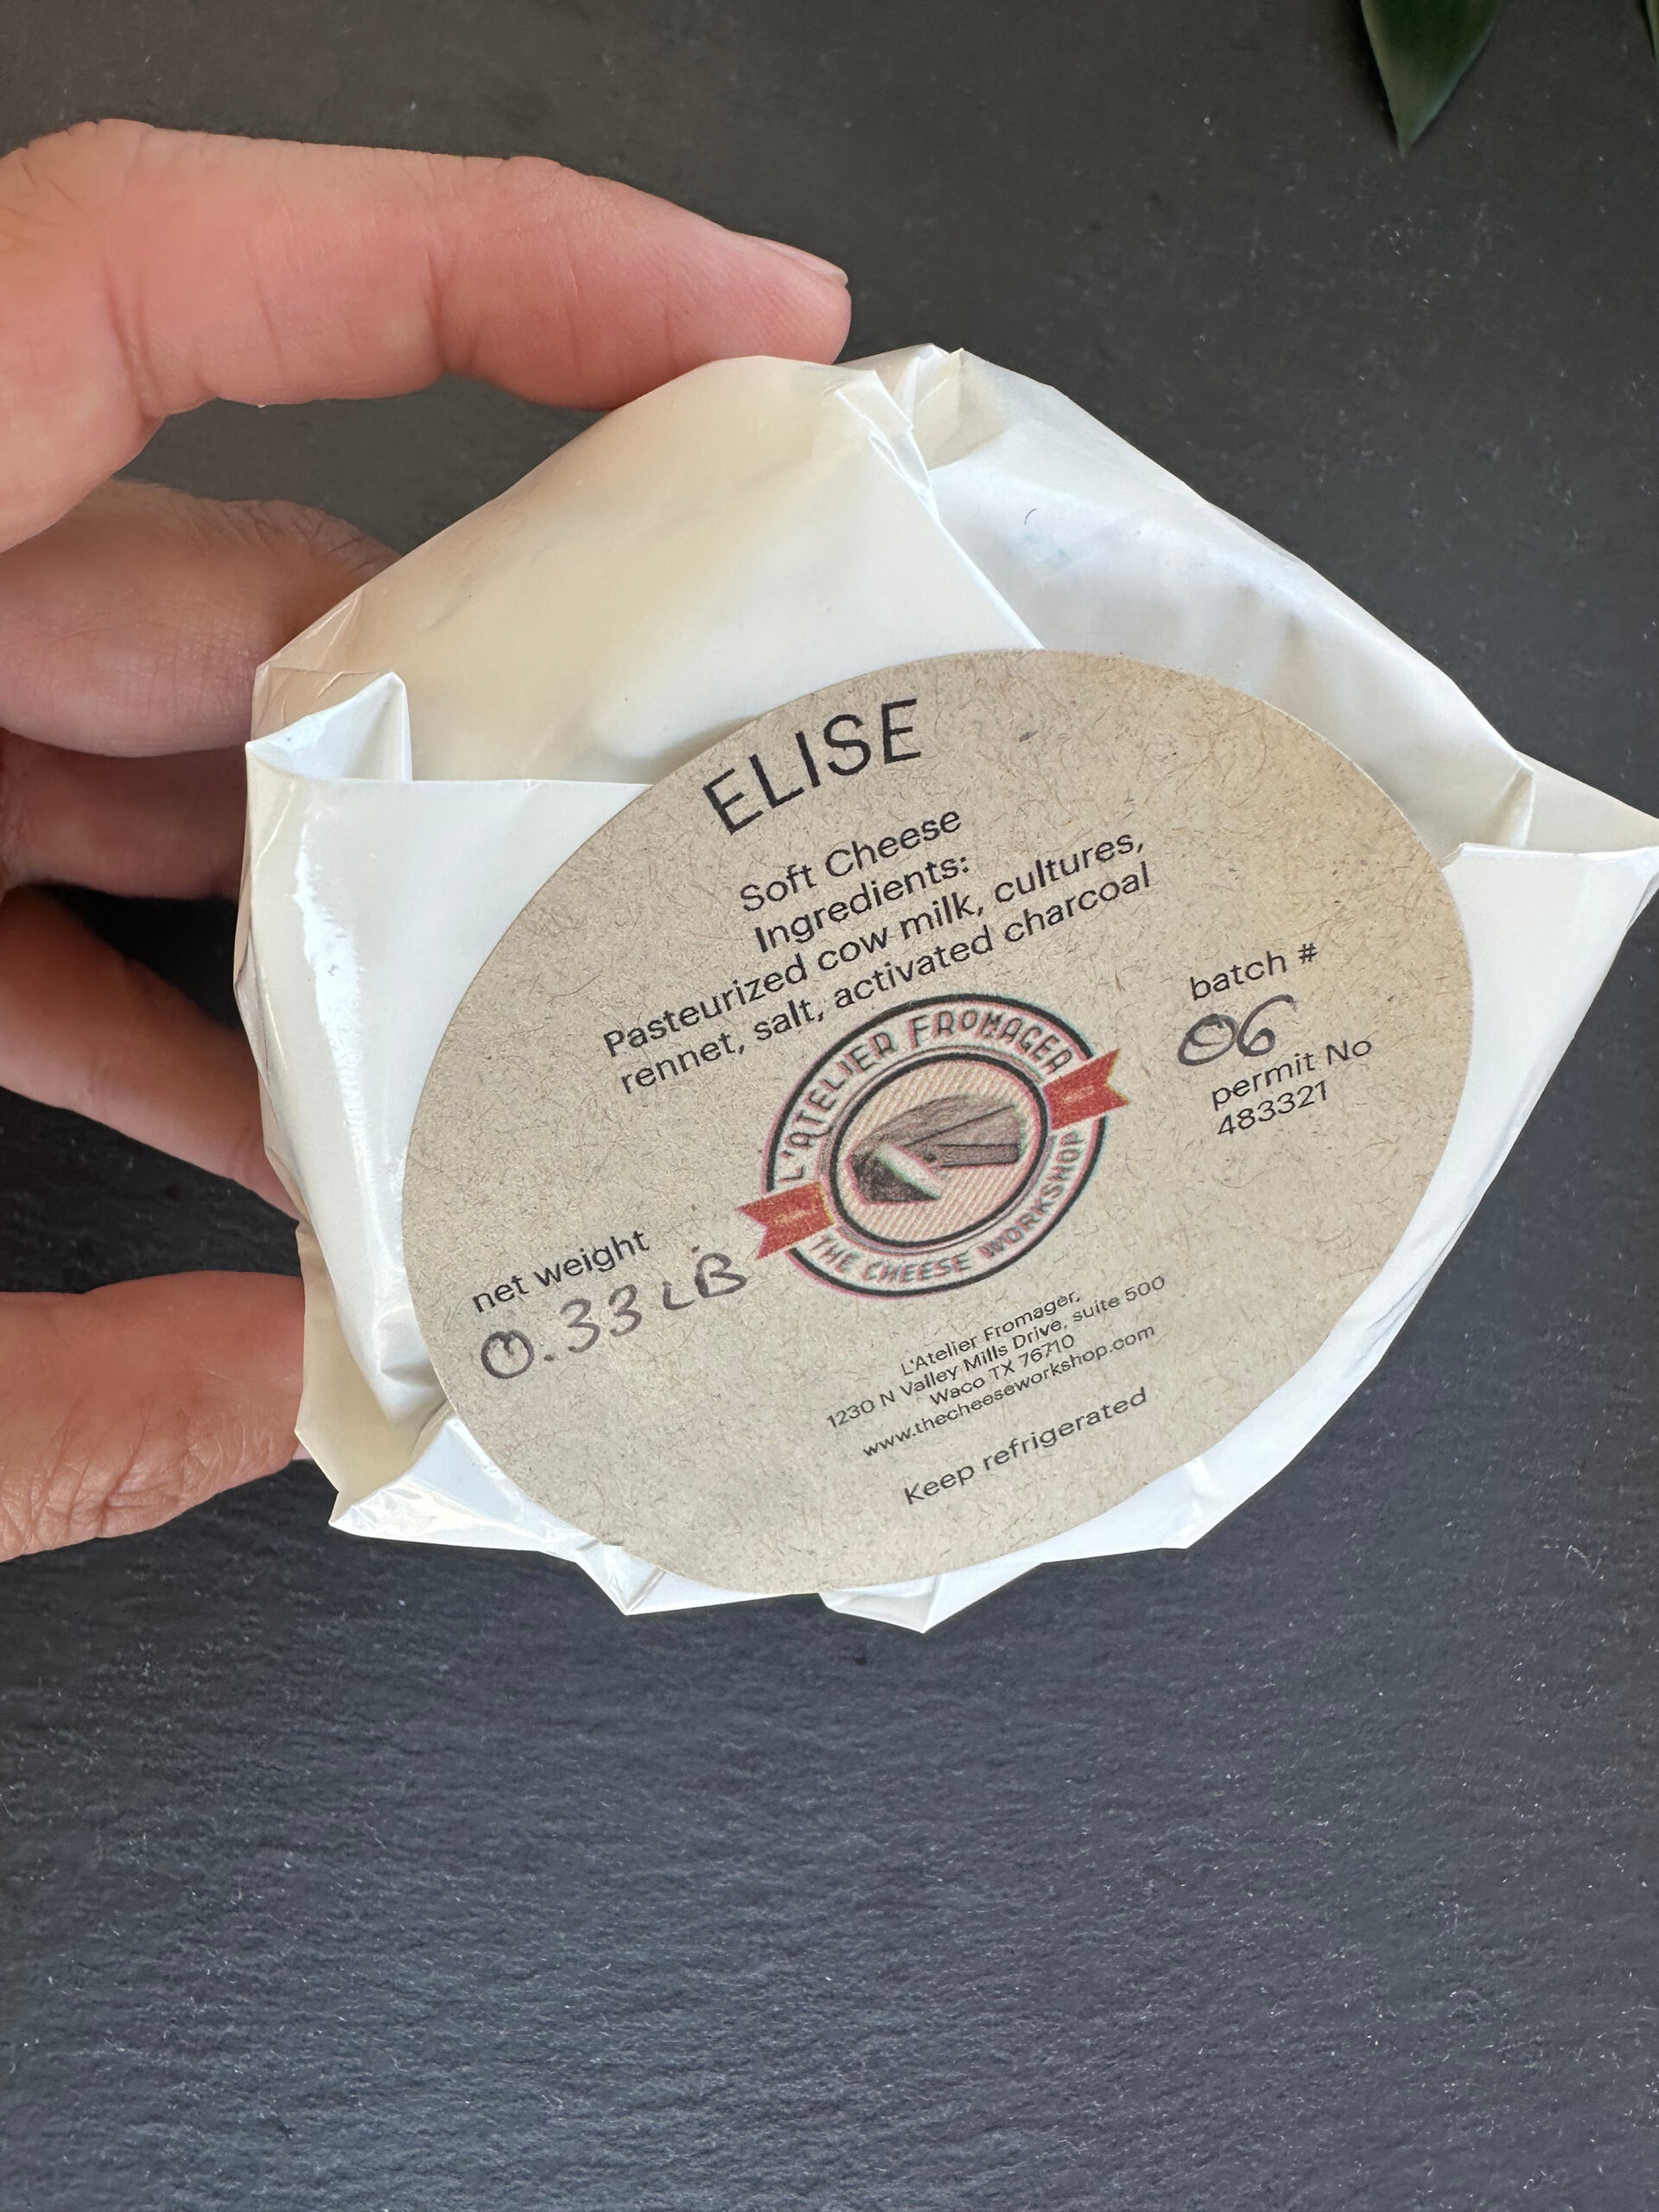 ELISE
Soft Cheese
Ingredients:
Pasteurized cow milk, cultures,
rennet, salt, activated charcoal
batch #
06
permit No
483321
L'ATELIER FROMAGER
THE CHEESE WORKSHOP
net weight
0.33 LB
L'Atelier Fromager,
1230 N Valley Mills Drive, suite 500
Waco TX 76710
www.thecheeseworkshop.com
Keep refrigerated